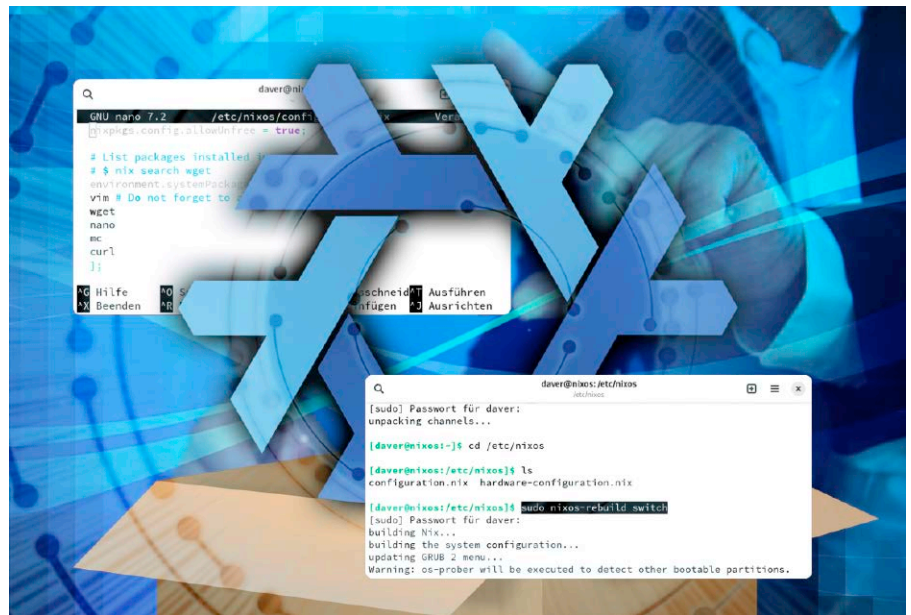 daver@ni
GNU nano 7.2 /etc/nixos/confi
nixpkgs.config.allowUnfree = true;
# List packages installed
# $ nix search wget
environment.systemPackag
vim # Do not forget to
wget
nano
mc
curl
];
^G Hilfe ^O S schneid ^T Ausführen
^X Beenden ^R nfügen ^J Ausrichten
daver@nixos:/etc/nixos
/etc/nixos
[sudo] Passwort für daver:
unpacking channels...
[daver@nixos:~]$ cd /etc/nixos
[daver@nixos:/etc/nixos]$ ls
configuration.nix hardware-configuration.nix
[daver@nixos:/etc/nixos]$ sudo nixos-rebuild switch
[sudo] Passwort für daver:
building Nix...
building the system configuration...
updating GRUB 2 menu...
Warning: os-prober will be executed to detect other bootable partitions.